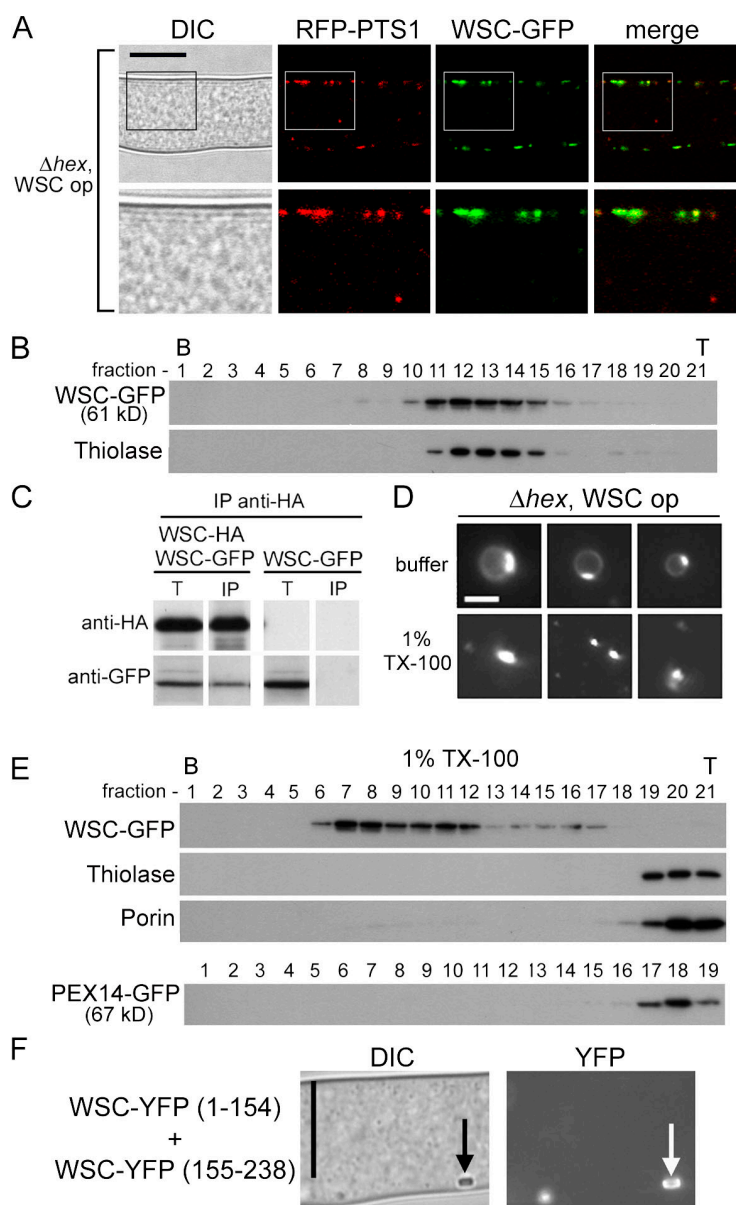 A
DIC RFP-PTS1 WSC-GFP merge
Δhex,
WSC op
B
B T
fraction - 1 2 3 4 5 6 7 8 9 10 11 12 13 14 15 16 17 18 19 20 21
WSC-GFP
(61 kD)
Thiolase
C
IP anti-HA
WSC-HA
WSC-GFP WSC-GFP
T IP T IP
anti-HA
anti-GFP
D
Δhex, WSC op
buffer
1%
TX-100
E
1% TX-100
B T
fraction - 1 2 3 4 5 6 7 8 9 10 11 12 13 14 15 16 17 18 19 20 21
WSC-GFP
Thiolase
Porin
1 2 3 4 5 6 7 8 9 10 11 12 13 14 15 16 17 18 19
PEX14-GFP
(67 kD)
F
DIC YFP
WSC-YFP (1-154)
+
WSC-YFP (155-238)